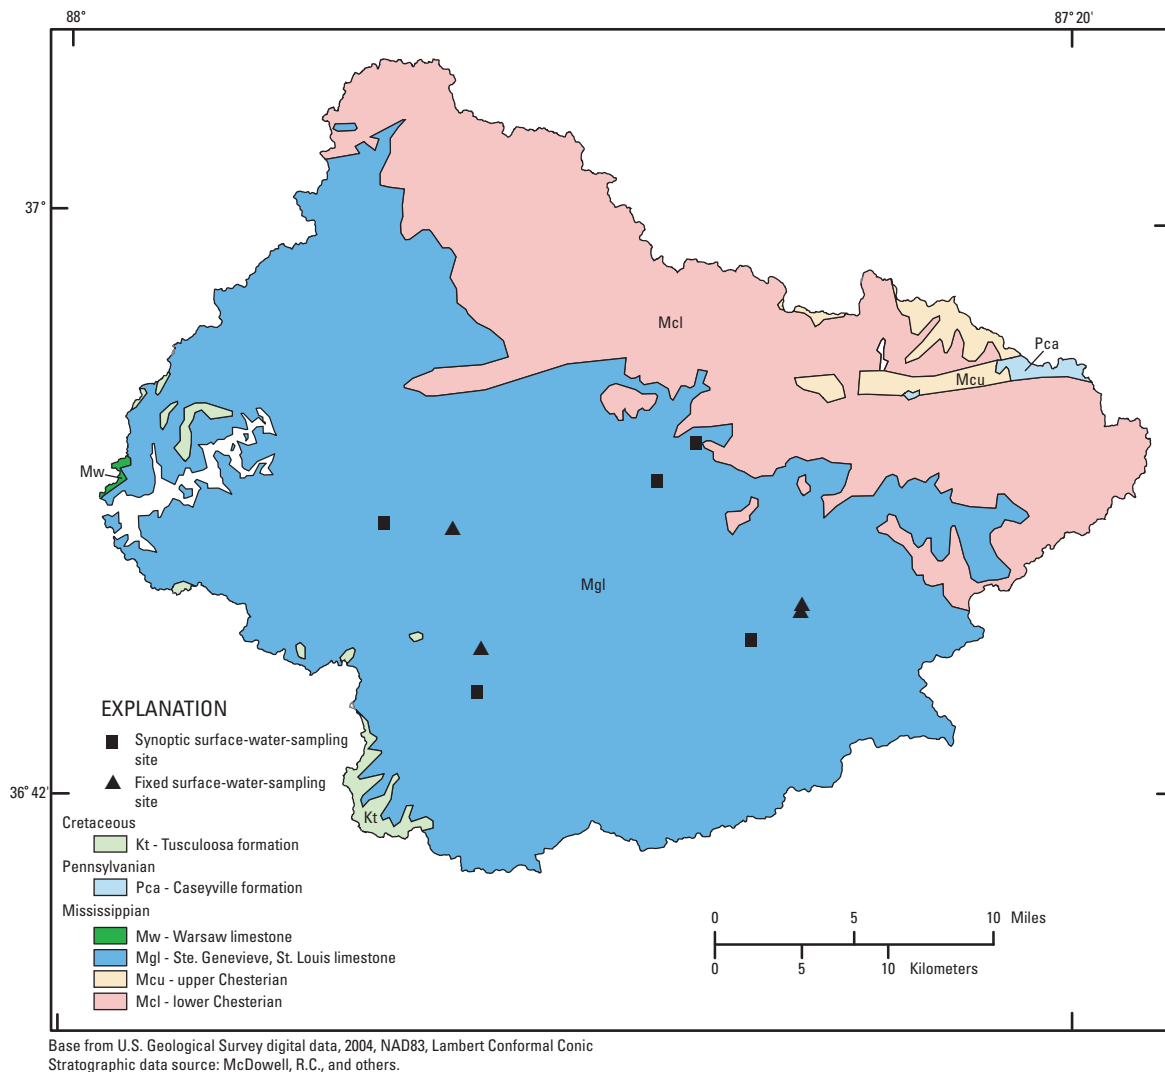 88°
87° 20'
37°
Mcl
Pca
Mcu
Mw
Mgl
EXPLANATION
Synoptic surface-water-sampling
site
Fixed surface-water-sampling
site
36° 42'
Kt
Cretaceous
Kt - Tusculoosa formation
Pennsylvanian
Pca - Caseyville formation
Mississippian
Mw - Warsaw limestone
Mgl - Ste. Genevieve, St. Louis limestone
Mcu - upper Chesterian
Mcl - lower Chesterian
0 5 10 Miles
0 5 10 Kilometers
Base from U.S. Geological Survey digital data, 2004, NAD83, Lambert Conformal Conic
Stratographic data source: McDowell, R.C., and others.